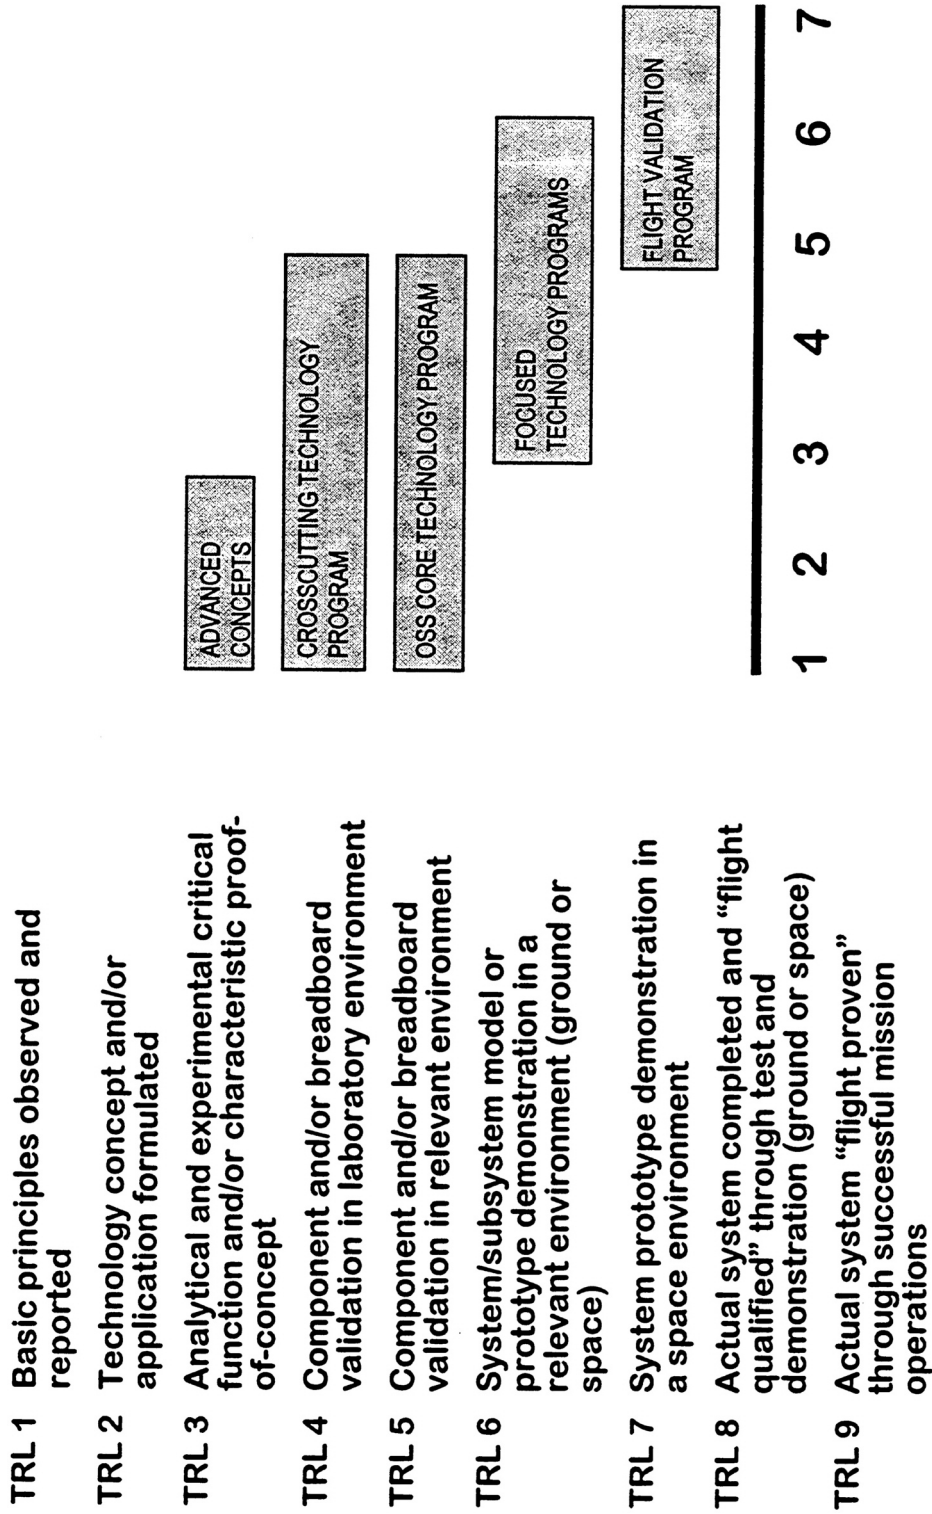 TRL 1 Basic principles observed and
reported
TRL 2 Technology concept and/or
application formulated
TRL 3 Analytical and experimental critical
function and/or characteristic proof-
of-concept
TRL 4 Component and/or breadboard
validation in laboratory environment
TRL 5 Component and/or breadboard
validation in relevant environment
TRL 6 System/subsystem model or
prototype demonstration in a
relevant environment (ground or
space)
TRL 7 System prototype demonstration in
a space environment
TRL 8 Actual system completed and “flight
qualified” through test and
demonstration (ground or space)
TRL 9 Actual system “flight proven”
through successful mission
operations
ADVANCED
CONCEPTS
CROSSCUTTING TECHNOLOGY
PROGRAM
OSS CORE TECHNOLOGY PROGRAM
FOCUSED
TECHNOLOGY PROGRAMS
FLIGHT VALIDATION
PROGRAM
1 2 3 4 5 6 7